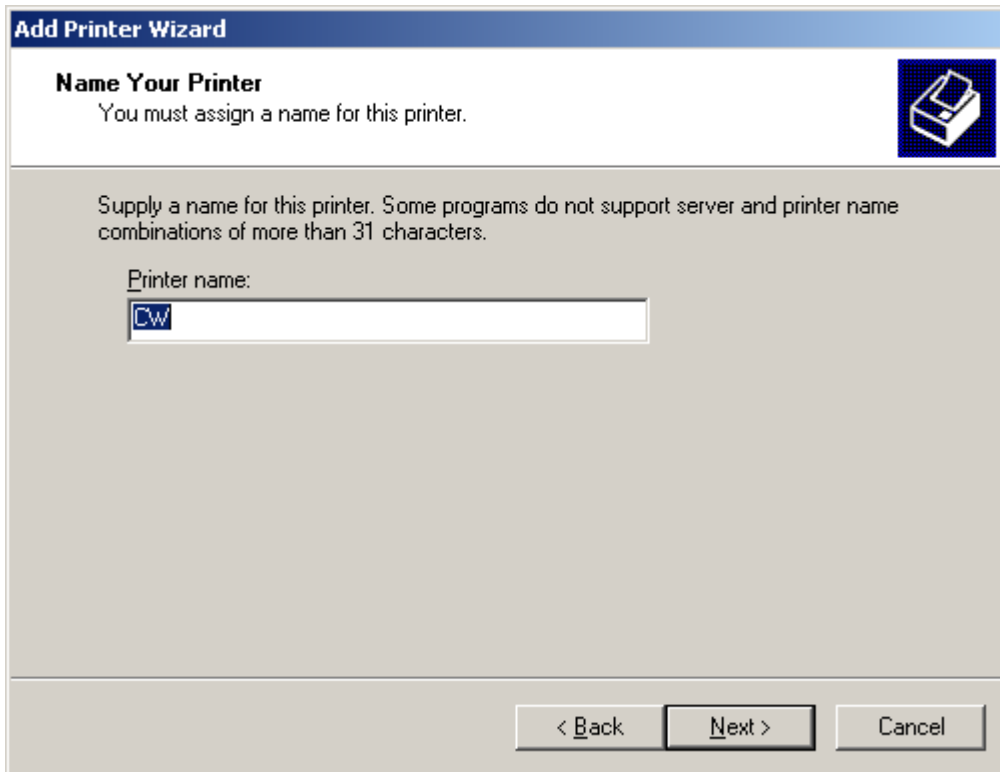 Add Printer Wizard
Name Your Printer
You must assign a name for this printer.
Supply a name for this printer. Some programs do not support server and printer name
combinations of more than 31 characters.
Printer name:
CW
< Back
Next >
Cancel